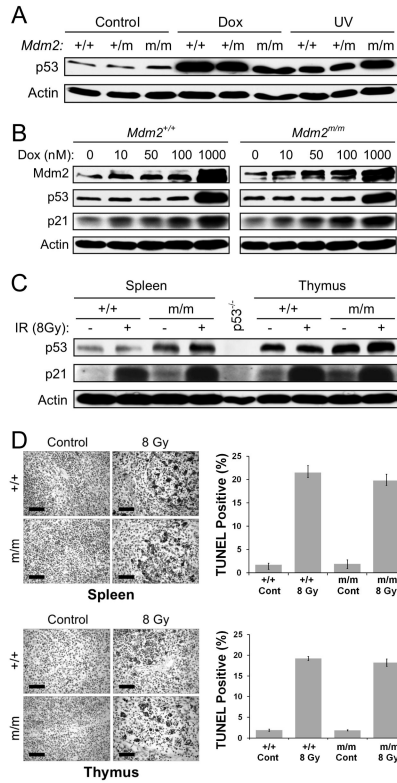 A
Control Dox UV
Mdm2: +/+ +/m m/m +/+ +/m m/m +/+ +/m m/m
p53
Actin
B
Mdm2+/+ Mdm2m/m
Dox (nM): 0 10 50 100 1000 0 10 50 100 1000
Mdm2
p53
p21
Actin
C
Spleen p53-/- Thymus
+/+ m/m +/+ m/m
IR (8Gy): - + - + - + - +
p53
p21
Actin
D
Control 8 Gy
+/+
m/m
Spleen
TUNEL Positive (%)
25
20
15
10
5
0
+/+ Cont
+/+ 8 Gy
m/m Cont
m/m 8 Gy
Control 8 Gy
+/+
m/m
Thymus
TUNEL Positive (%)
25
20
15
10
5
0
+/+ Cont
+/+ 8 Gy
m/m Cont
m/m 8 Gy